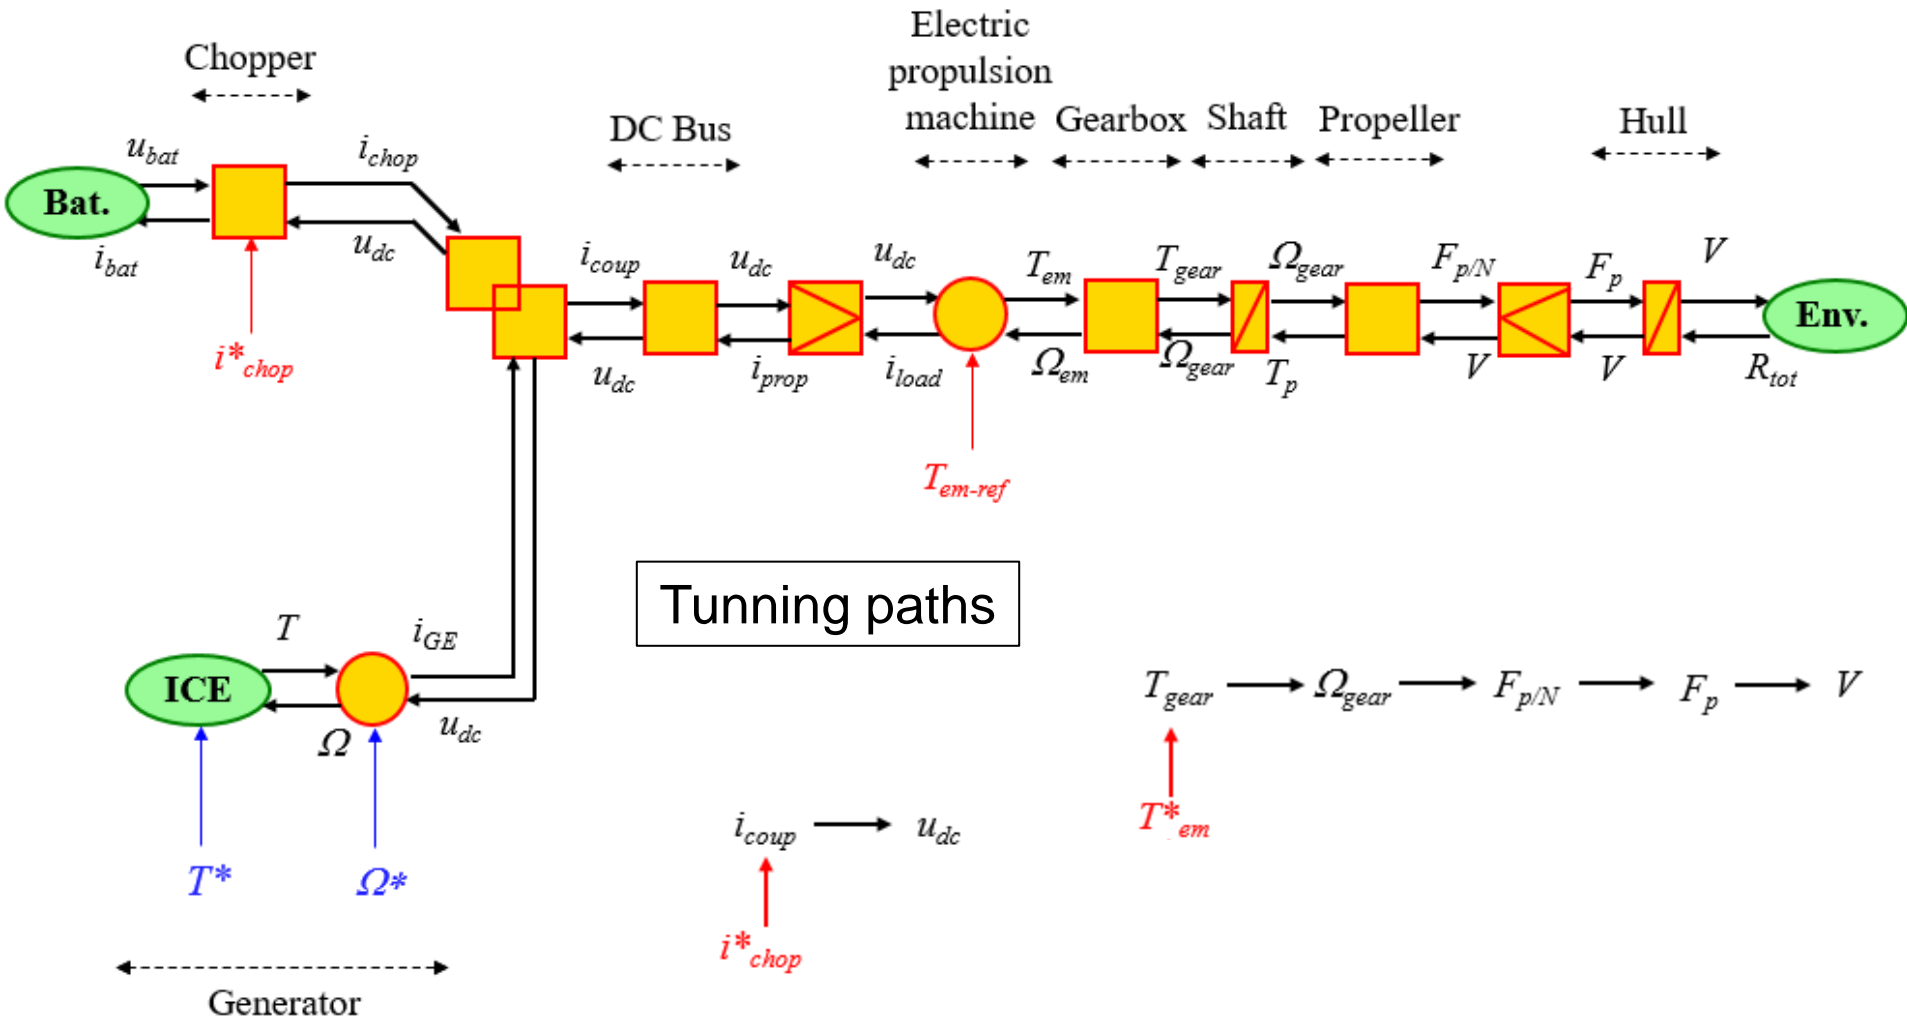 Electric
propulsion
machine
Chopper
DC Bus
Gearbox
Shaft
Propeller
Hull
u_bat
i_chop
Bat.
i_bat
u_dc
i*_chop
i_coup
u_dc
u_dc
T_em
T_gear
Ω_gear
F_p/N
F_p
V
Env.
u_dc
i_prop
i_load
Ω_em
Ω_gear
T_p
V
V
R_tot
T_em-ref
Tunning paths
T
i_GE
ICE
Ω
u_dc
T*
Ω*
Generator
T_gear
Ω_gear
F_p/N
F_p
V
T*_em
i_coup
u_dc
i*_chop